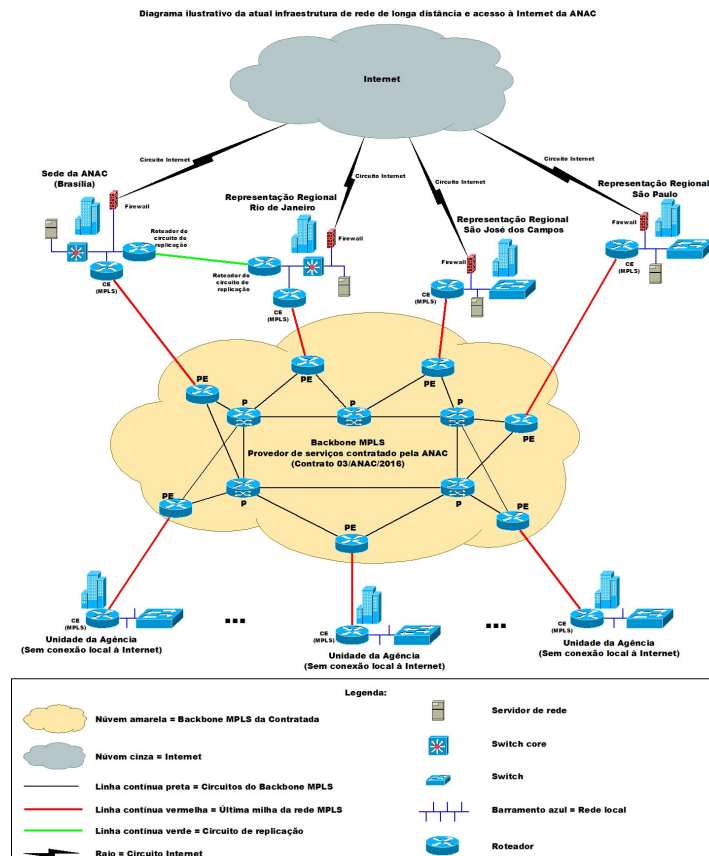 Diagrama ilustrativo da atual infraestrutura de rede de longa distância e acesso à Internet da ANAC
Internet
Circuito Internet
Circuito Internet
Circuito Internet
Circuito Internet
Sede da ANAC
(Brasília)
Firewall
Representação Regional
Rio de Janeiro
Firewall
Representação Regional
São José dos Campos
Firewall
Representação Regional
São Paulo
Firewall
Roteador do
circuito de
replicação
Roteador do
circuito de
replicação
CE
(MPLS)
CE
(MPLS)
CE
(MPLS)
CE
(MPLS)
PE
PE
PE
PE
P
P
P
Backbone MPLS
Provedor de serviços contratado pela ANAC
(Contrato 03/ANAC/2016)
P
P
PE
PE
PE
CE
(MPLS)
Unidade da Agência
(Sem conexão local à Internet)
...
CE
(MPLS)
Unidade da Agência
(Sem conexão local à Internet)
...
CE
(MPLS)
Unidade da Agência
(Sem conexão local à Internet)
Legenda:
Núvem amarela = Backbone MPLS da Contratada
Núvem cinza = Internet
Linha contínua preta = Circuitos do Backbone MPLS
Linha contínua vermelha = Última milha da rede MPLS
Linha contínua verde = Circuito de replicação
Raio = Circuito Internet
Servidor de rede
Switch core
Switch
Barramento azul = Rede local
Roteador